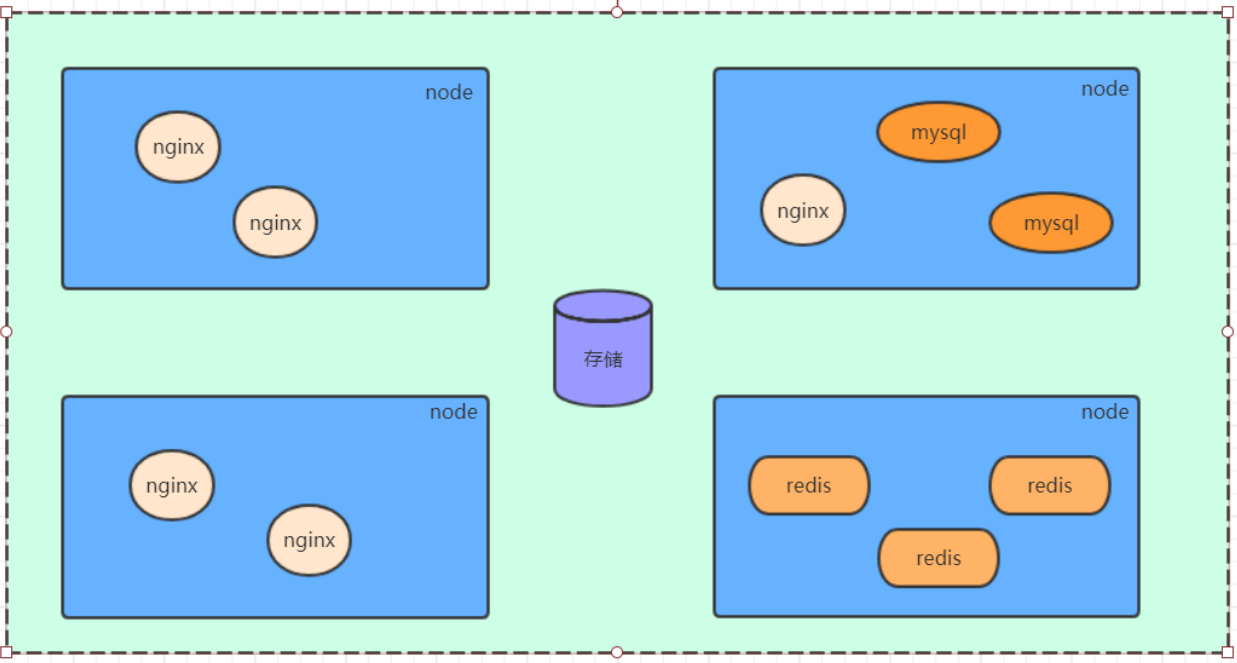 node
nginx
nginx
node
mysql
nginx
mysql
存储
node
nginx
nginx
node
redis
redis
redis